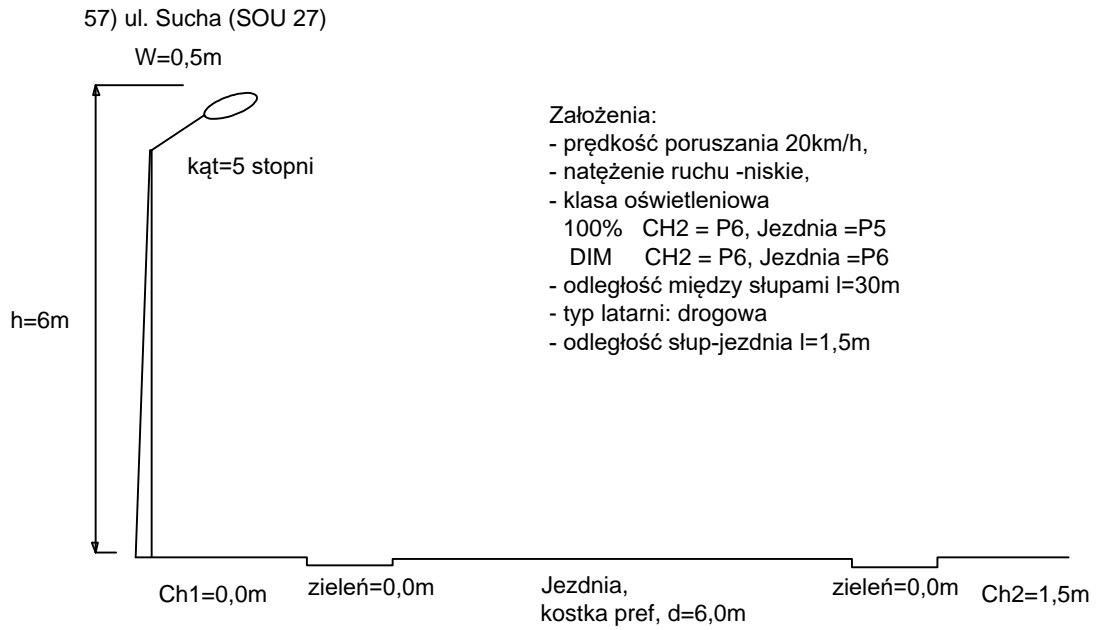 57) ul. Sucha (SOU 27)
W=0,5m
kąt=5 stopni
h=6m
Założenia:
- prędkość poruszania 20km/h,
- natężenie ruchu -niskie,
- klasa oświetleniowa
100% CH2 = P6, Jezdnia =P5
DIM CH2 = P6, Jezdnia =P6
- odległość między słupami l=30m
- typ latarni: drogowa
- odległość słup-jezdnia l=1,5m
Ch1=0,0m
zieleń=0,0m
Jezdnia,
kostka pref, d=6,0m
zieleń=0,0m
Ch2=1,5m